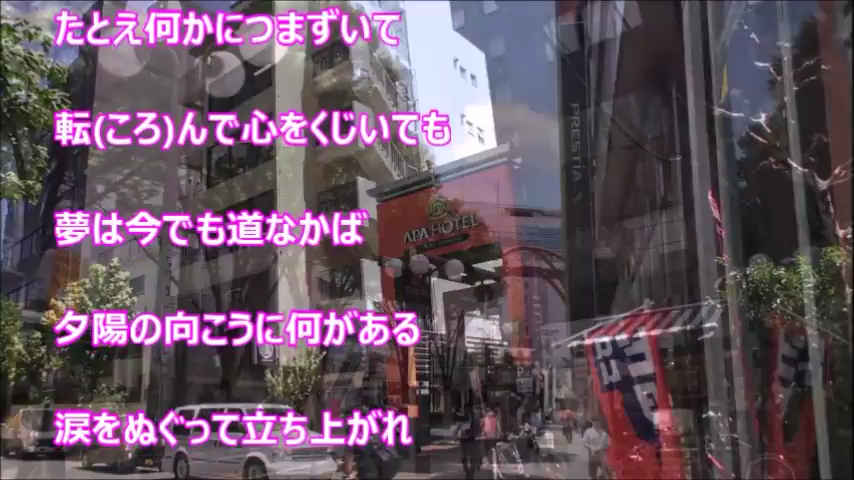 たとえ何かにつまずいて
転(ころ)んで心をくじいても
夢は今でも道なかば
夕陽の向こうに何がある
涙をぬぐって立ち上がれ
PRESTIA
APA HOTEL